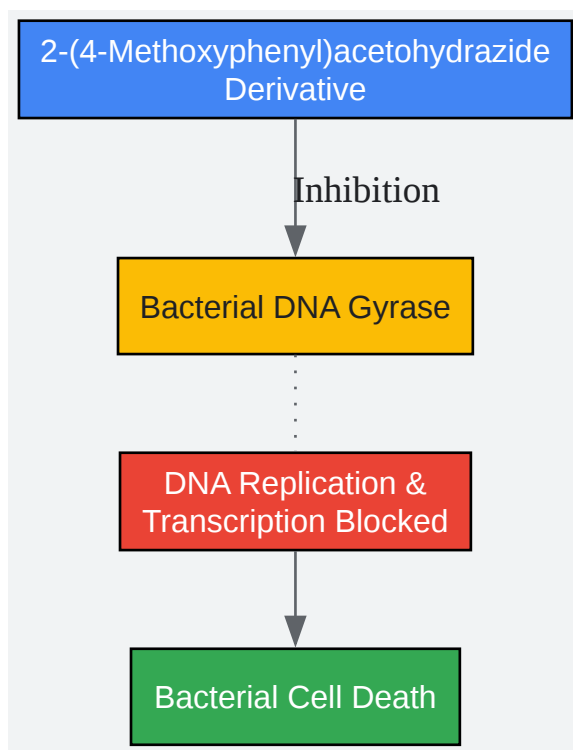 2-(4-Methoxyphenyl)acetohydrazide
Derivative
Inhibition
Bacterial DNA Gyrase
DNA Replication &
Transcription Blocked
Bacterial Cell Death